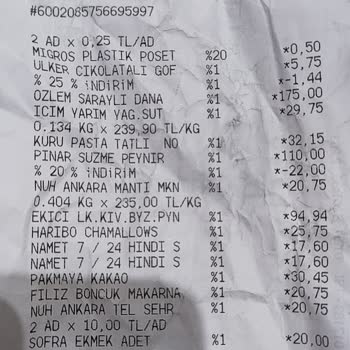 #6002085756695997
2 AD x 0,25 TL/AD
MIGROS PLASTIK POSET %20 *0,50
ULKER CIKOLATALI GOF %1 *5,75
% 25 % İNDİRİM %1 *-1,44
OZLEM SARAYLI DANA %1 *175,00
ICIM YARIM YAG.SUT %1 *29,75
0.134 KG x 239,90 TL/KG
KURU PASTA TATLI NO %1 *32,15
PINAR SUZME PEYNIR %1 *110,00
% 20 % İNDİRİM %1 *-22,00
NUH ANKARA MANTI MKN %1 *20,75
0.404 KG x 235,00 TL/KG
EKICI LK.KIV.BYZ.PYN %1 *94,94
HARIBO CHAMALLOWS %1 *25,75
NAMET 7 / 24 HINDI S %1 *17,60
NAMET 7 / 24 HINDI S %1 *17,60
PAKMAYA KAKAO %1 *30,45
FILIZ BONCUK MAKARNA %1 *20,75
NUH ANKARA TEL SEHR %1 *20,75
2 AD x 10,00 TL/AD
SOFRA EKMEK ADET %1 *20,00